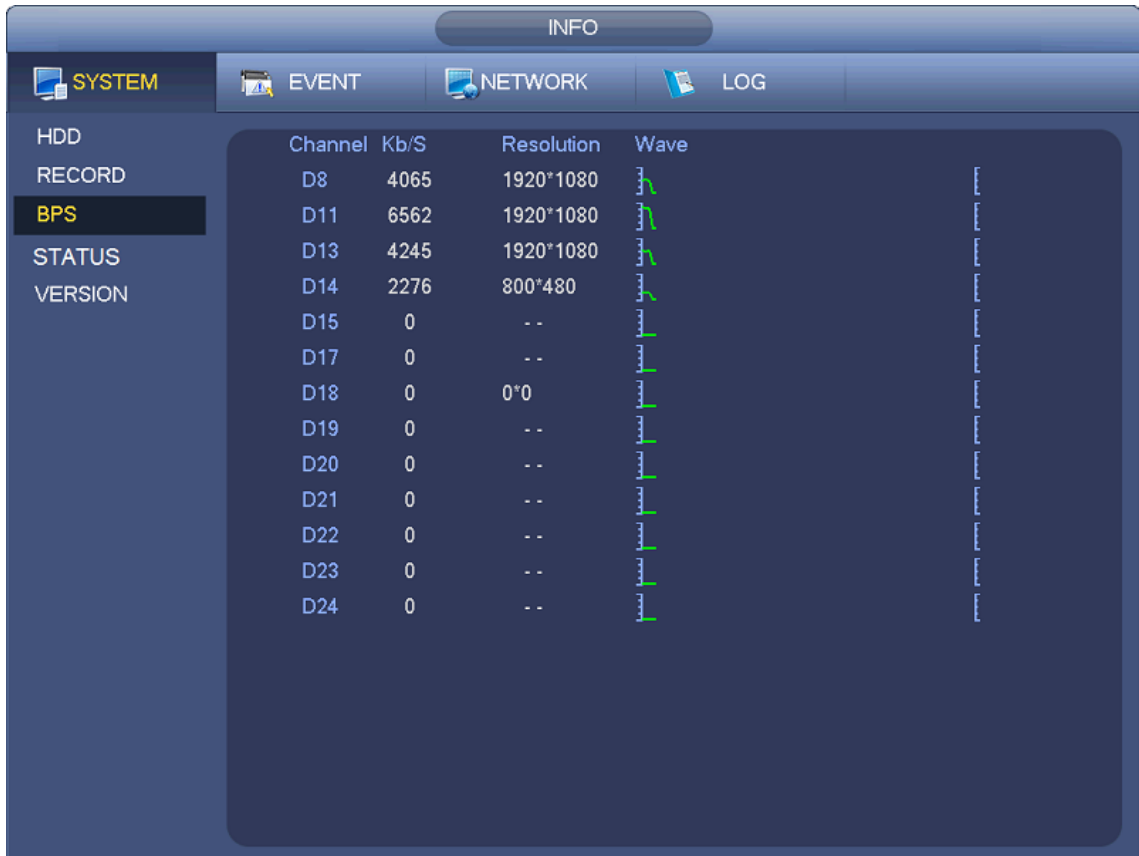 INFO
SYSTEM EVENT NETWORK LOG
HDD
RECORD
BPS
STATUS
VERSION
Channel Kb/S Resolution Wave
D8 4065 1920*1080
D11 6562 1920*1080
D13 4245 1920*1080
D14 2276 800*480
D15 0 - -
D17 0 - -
D18 0 0*0
D19 0 - -
D20 0 - -
D21 0 - -
D22 0 - -
D23 0 - -
D24 0 - -